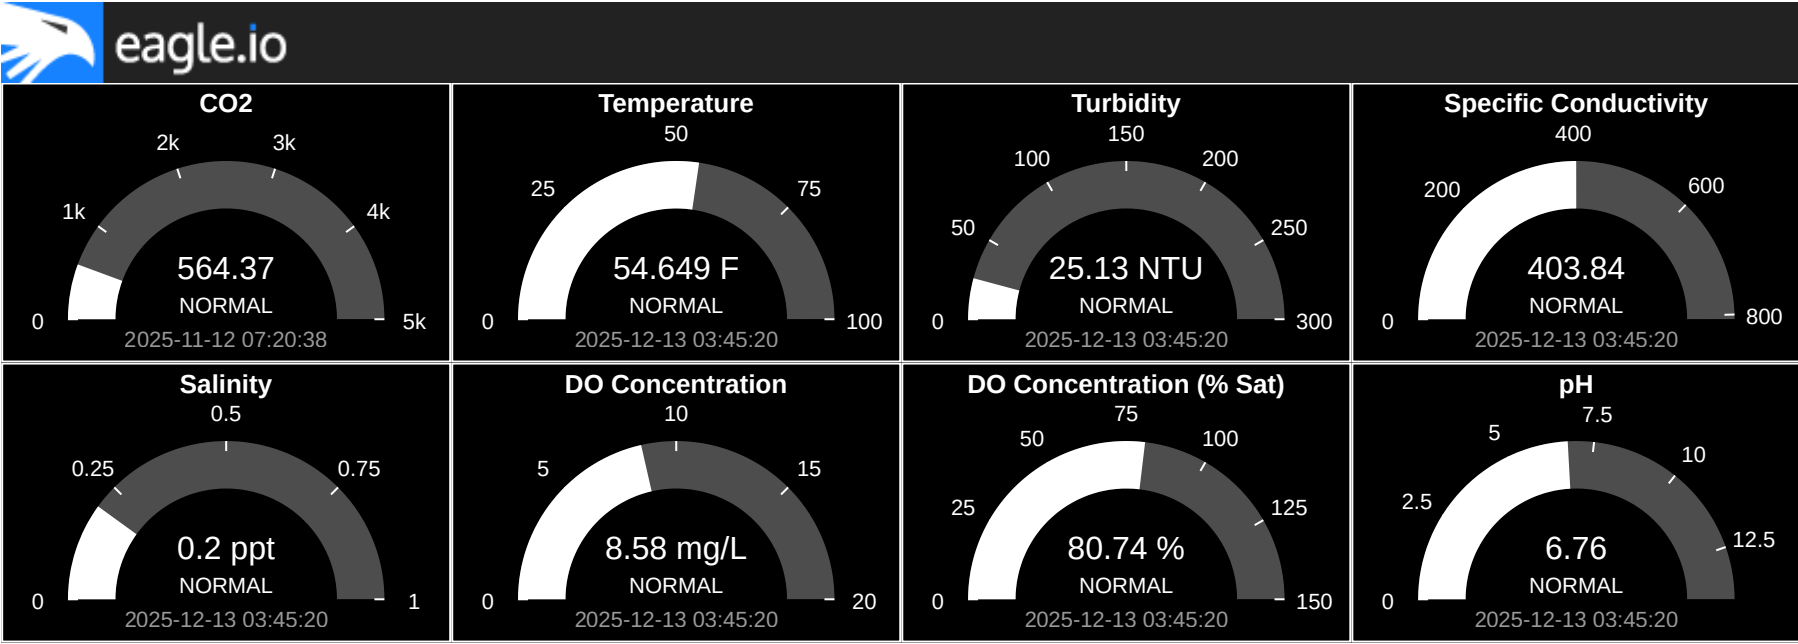 eagle.io
CO2
0
1k
2k
3k
4k
5k
564.37
NORMAL
2025-11-12 07:20:38
Temperature
0
25
50
75
100
54.649 F
NORMAL
2025-12-13 03:45:20
Turbidity
0
50
100
150
200
250
300
25.13 NTU
NORMAL
2025-12-13 03:45:20
Specific Conductivity
0
200
400
600
800
403.84
NORMAL
2025-12-13 03:45:20
Salinity
0
0.25
0.5
0.75
1
0.2 ppt
NORMAL
2025-12-13 03:45:20
DO Concentration
0
5
10
15
20
8.58 mg/L
NORMAL
2025-12-13 03:45:20
DO Concentration (% Sat)
0
25
50
75
100
125
150
80.74 %
NORMAL
2025-12-13 03:45:20
pH
0
2.5
5
7.5
10
12.5
6.76
NORMAL
2025-12-13 03:45:20